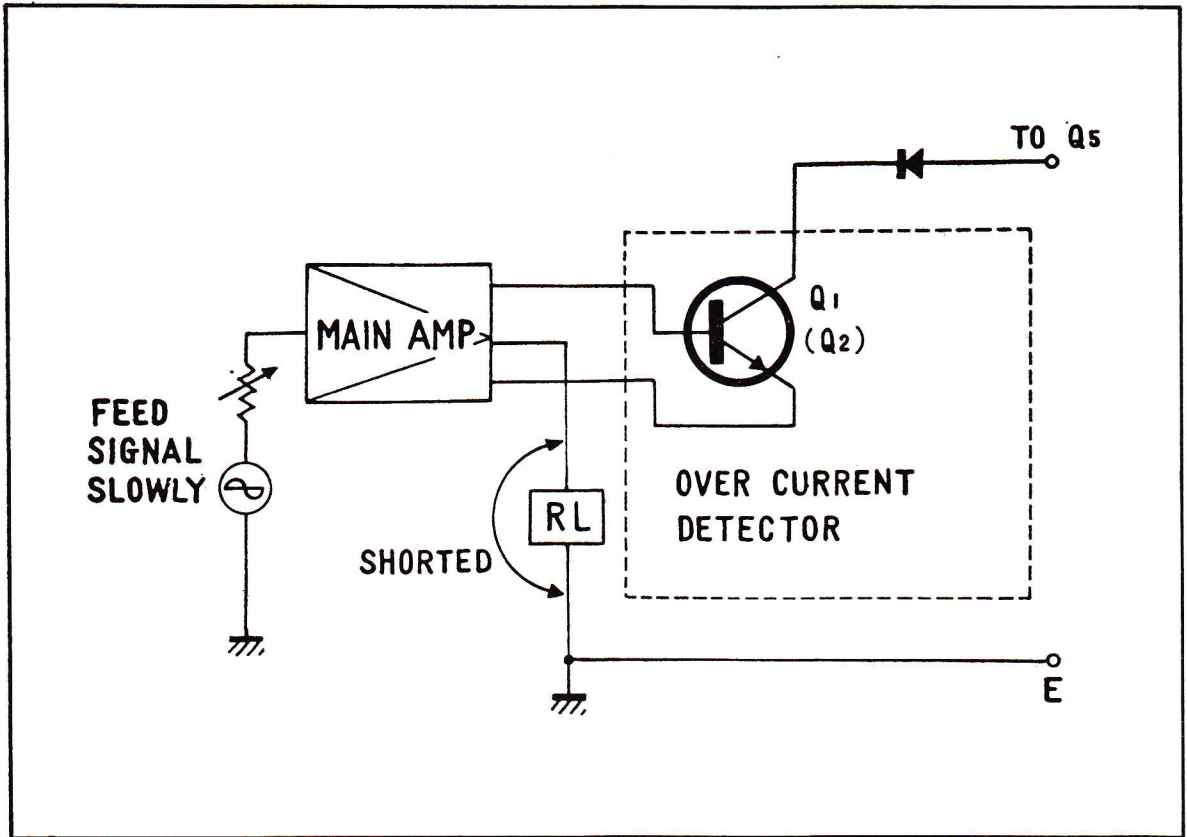 TO Q5
Q1
(Q2)
MAIN AMP
FEED
SIGNAL
SLOWLY
OVER CURRENT
DETECTOR
RL
SHORTED
E